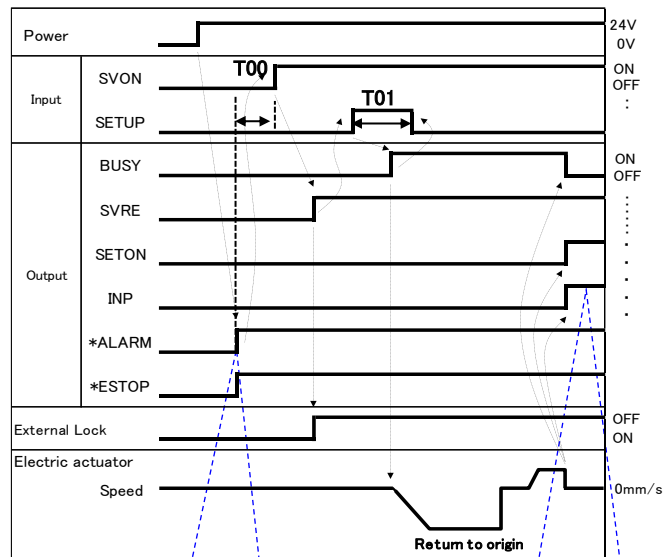 Power
24V
0V
Input
SVON
T00
ON
OFF
:
SETUP
T01
Output
BUSY
ON
OFF
SVRE
SETON
INP
*ALARM
*ESTOP
External Lock
OFF
ON
Electric actuator
Speed
0mm/s
Return to origin